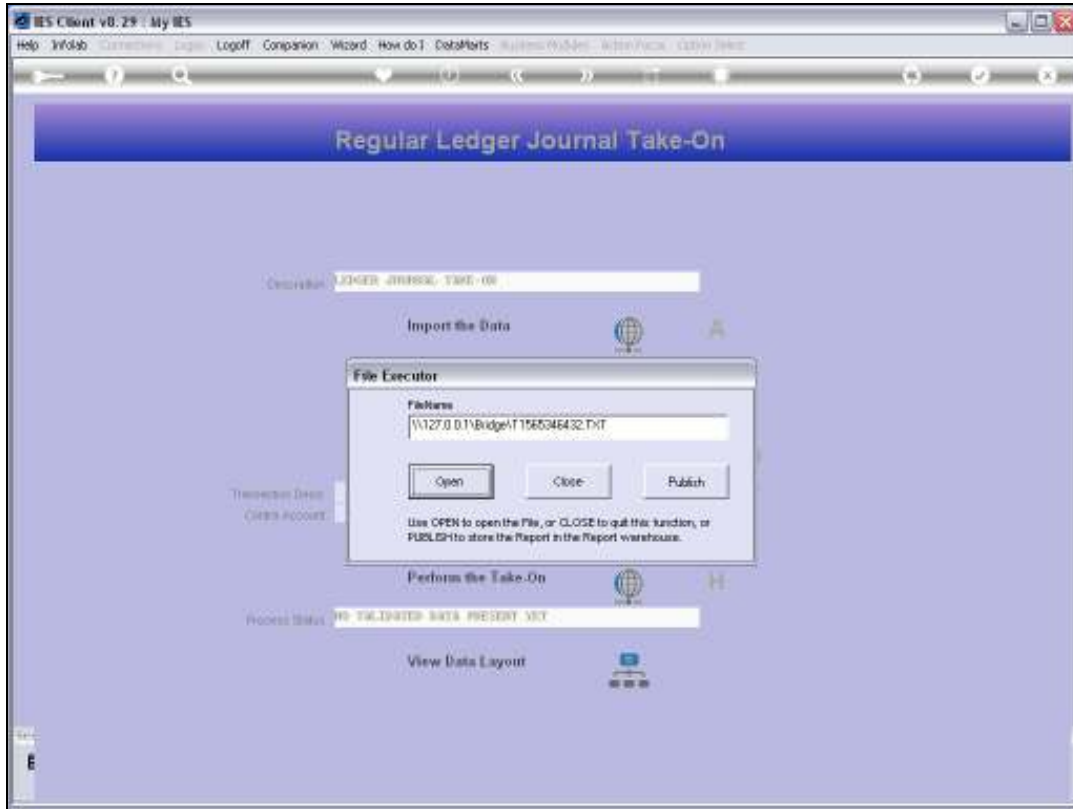 IES Client v8.29 : My IES
Help Infolab Logoff Companion Wizard How do I DataMarts
Regular Ledger Journal Take-On
Description LEDGER JOURNAL TAKE-ON
Import the Data A
File Executor
FileName
\\127.0.0.1\Bridge\T1565346432.TXT
Open Close Publish
Use OPEN to open the File, or CLOSE to quit this function, or
PUBLISH to store the Report in the Report warehouse.
Contra Account
Perform the Take-On H
Process Status NO VALIDATED DATA PRESENT YET
View Data Layout